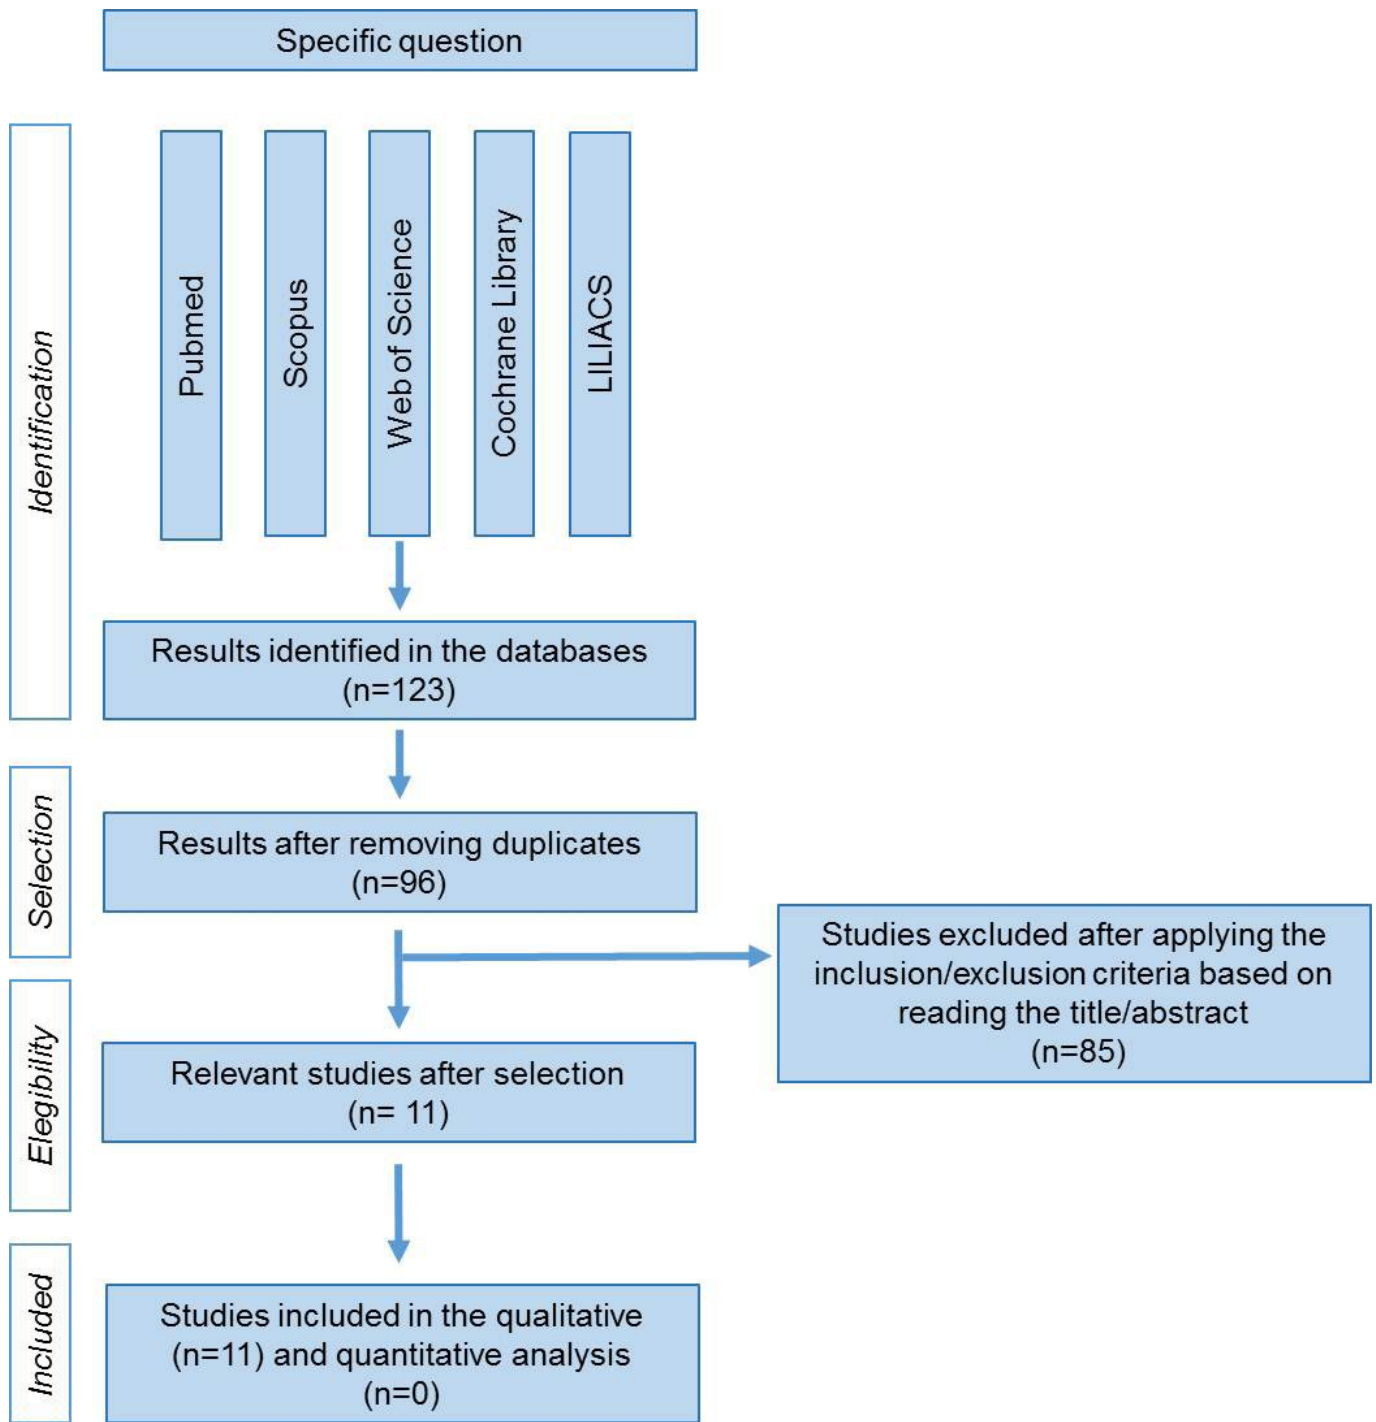 Specific question
Identification
Pubmed
Scopus
Web of Science
Cochrane Library
LILIACS
Results identified in the databases
(n=123)
Selection
Results after removing duplicates
(n=96)
Studies excluded after applying the
inclusion/exclusion criteria based on
reading the title/abstract
(n=85)
Elegibility
Relevant studies after selection
(n= 11)
Included
Studies included in the qualitative
(n=11) and quantitative analysis
(n=0)